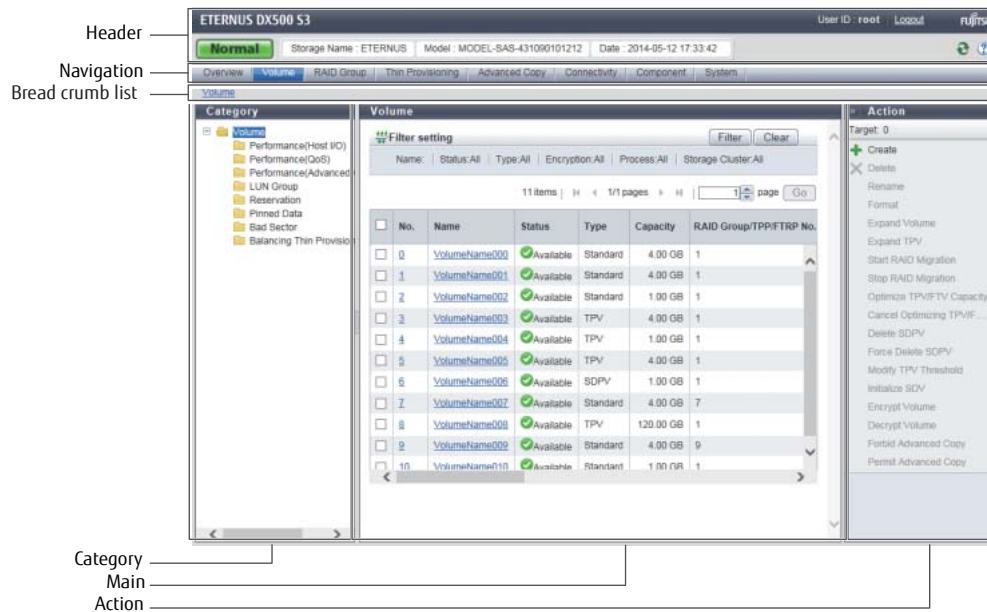 ETERNUS DX500 S3
User ID : root Logout FUJITSU
Header
Normal Storage Name : ETERNUS Model : MODEL-SAS-431090101212 Date : 2014-05-12 17:33:42
Navigation
Overview Volume RAID Group Thin Provisioning Advanced Copy Connectivity Component System
Bread crumb list
Volume
Category
Volume
Performance(Host I/O)
Performance(QoS)
Performance(Advanced
LUN Group
Reservation
Pinned Data
Bad Sector
Balancing Thin Provisio
Volume
Filter setting Filter Clear
Name: Status:All Type:All Encryption:All Process:All Storage Cluster:All
11 items 1/1 pages 1 page Go
No. Name Status Type Capacity RAID Group/TPP/FTRP No.
0 VolumeName000 Available Standard 4.00 GB 1
1 VolumeName001 Available Standard 4.00 GB 1
2 VolumeName002 Available Standard 1.00 GB 1
3 VolumeName003 Available TPV 4.00 GB 1
4 VolumeName004 Available TPV 1.00 GB 1
5 VolumeName005 Available TPV 4.00 GB 1
6 VolumeName006 Available SDPV 1.00 GB 1
7 VolumeName007 Available Standard 4.00 GB 7
8 VolumeName008 Available TPV 120.00 GB 1
9 VolumeName009 Available Standard 4.00 GB 9
10 VolumeName010 Available Standard 1.00 GB 1
Action
Target: 0
Create
Delete
Rename
Format
Expand Volume
Expand TPV
Start RAID Migration
Stop RAID Migration
Optimize TPV/FTV Capacity
Cancel Optimizing TPV/F...
Delete SDPV
Force Delete SDPV
Modify TPV Threshold
Initialize SDV
Encrypt Volume
Decrypt Volume
Forbid Advanced Copy
Permit Advanced Copy
Category
Main
Action